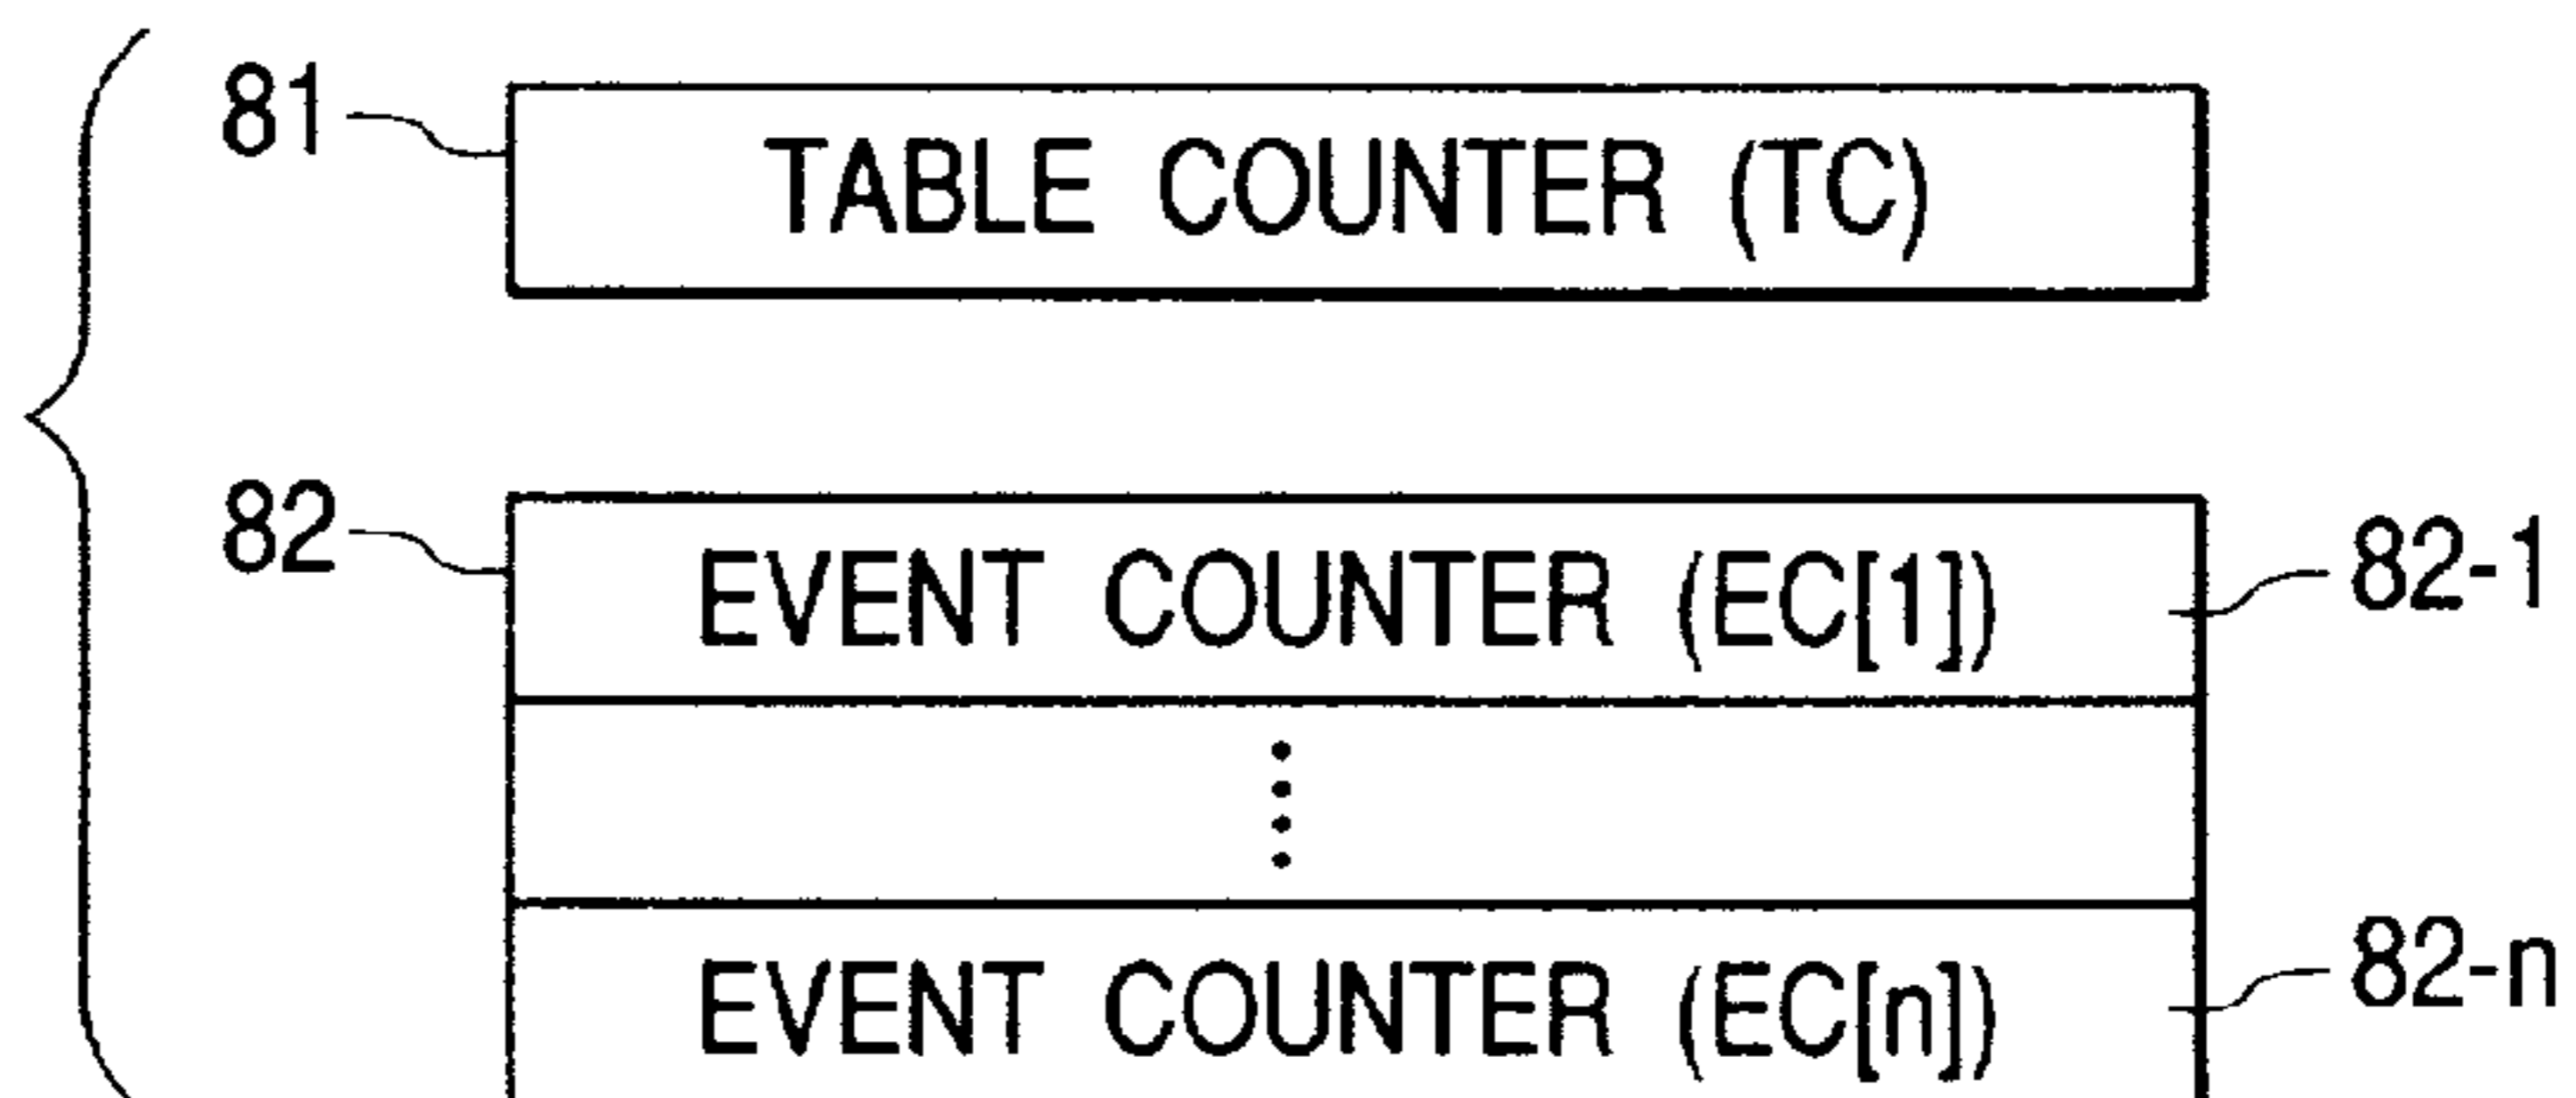 81 TABLE COUNTER (TC)
82 EVENT COUNTER (EC[1]) 82-1
EVENT COUNTER (EC[n]) 82-n